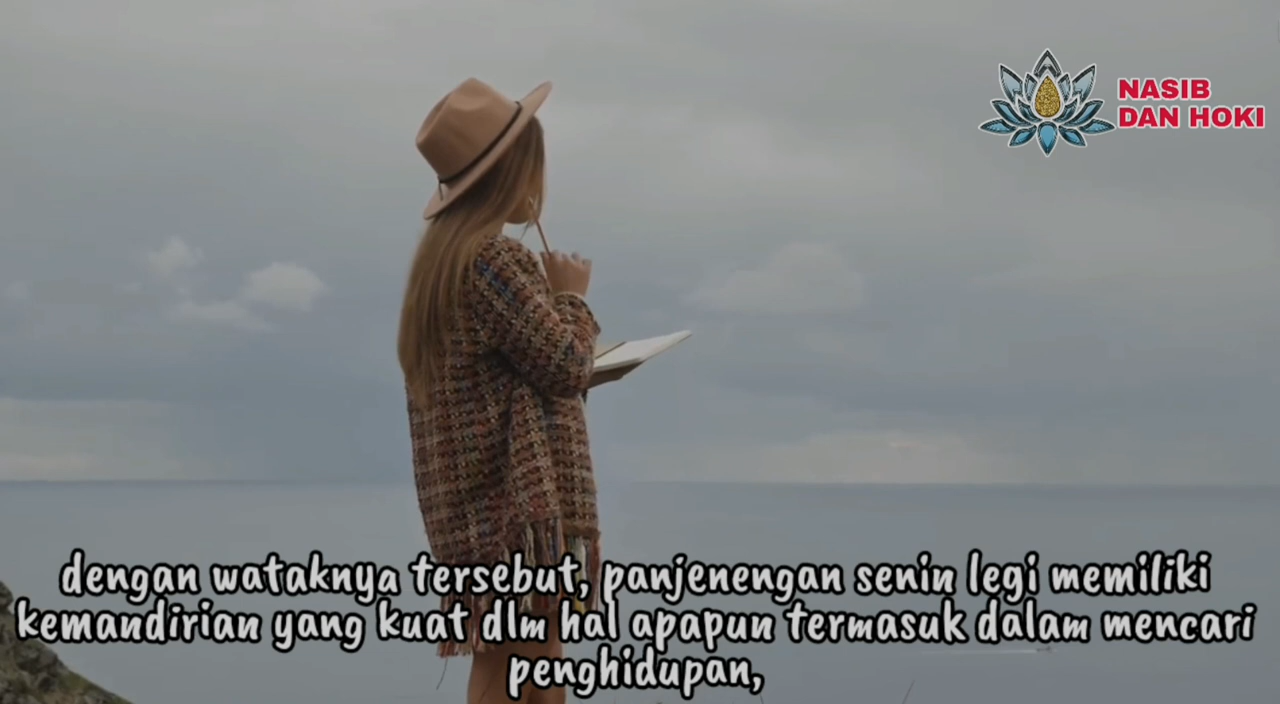 NASIB
DAN HOKI
dengan wataknya tersebut, panjenengan senin legi memiliki
kemandirian yang kuat dlm hal apapun termasuk dalam mencari
penghidupan,